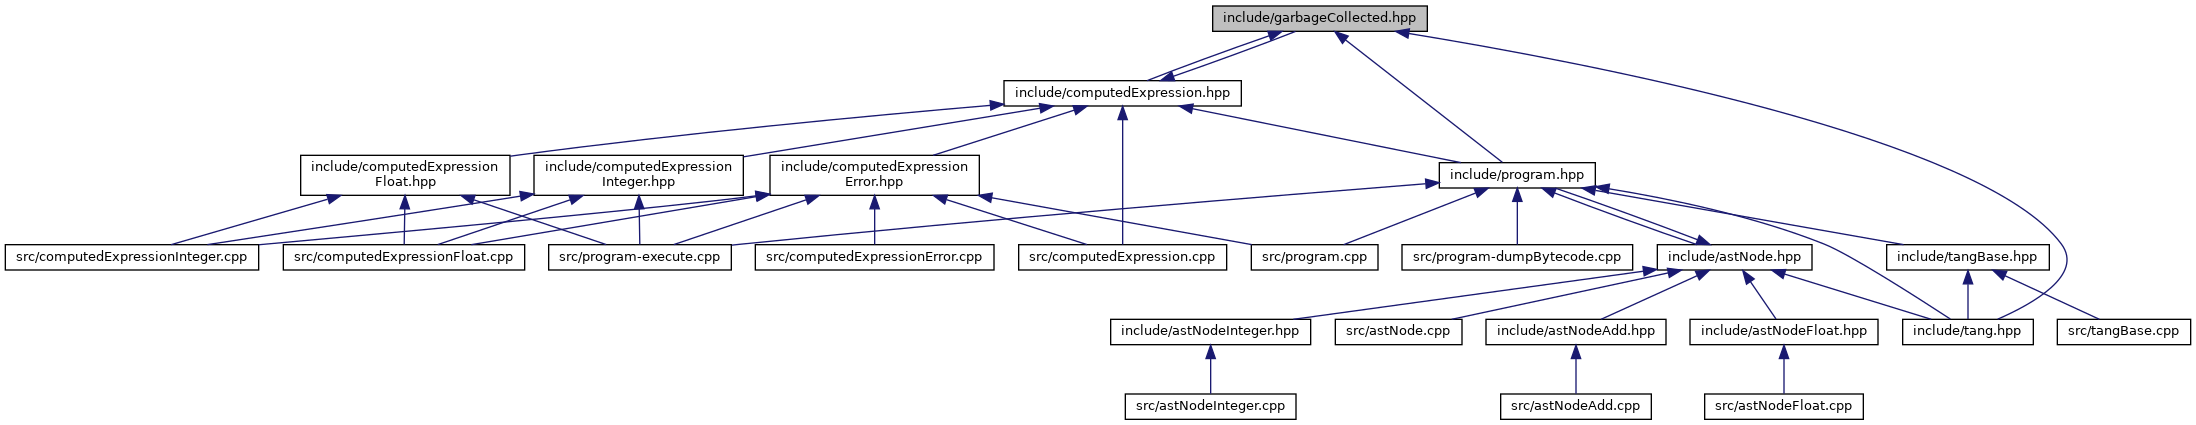 include/garbageCollected.hpp
include/computedExpression.hpp
include/computedExpression
Float.hpp
include/computedExpression
Integer.hpp
include/computedExpression
Error.hpp
include/program.hpp
src/computedExpressionInteger.cpp
src/computedExpressionFloat.cpp
src/program-execute.cpp
src/computedExpressionError.cpp
src/computedExpression.cpp
src/program.cpp
src/program-dumpBytecode.cpp
include/astNode.hpp
include/tangBase.hpp
include/astNodeInteger.hpp
src/astNode.cpp
include/astNodeAdd.hpp
include/astNodeFloat.hpp
include/tang.hpp
src/tangBase.cpp
src/astNodeInteger.cpp
src/astNodeAdd.cpp
src/astNodeFloat.cpp